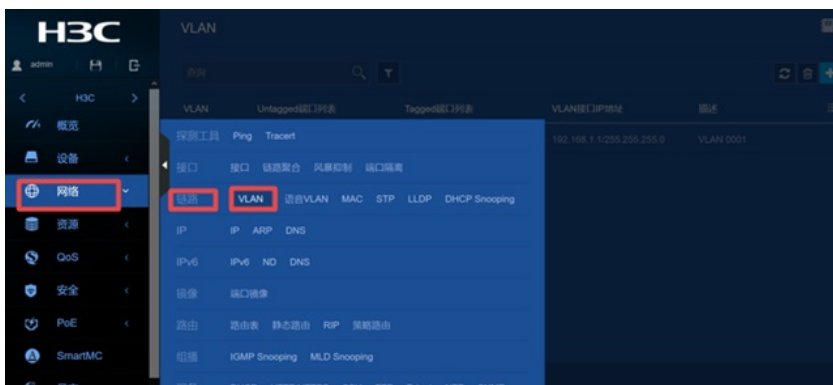 H3C
VLAN
admin
查询
H3C
VLAN Untagged端口列表 Tagged端口列表 VLAN接口IP地址 描述
概览
探测工具 Ping Tracert
192.168.1.1/255.255.255.0 VLAN 0001
设备
接口 接口 链路聚合 风暴抑制 端口隔离
网络
链路 VLAN 语音VLAN MAC STP LLDP DHCP Snooping
资源
IP IP ARP DNS
QoS
IPv6 IPv6 ND DNS
安全
镜像 端口镜像
PoE
路由 路由表 静态路由 RIP 策略路由
SmartMC
组播 IGMP Snooping MLD Snooping